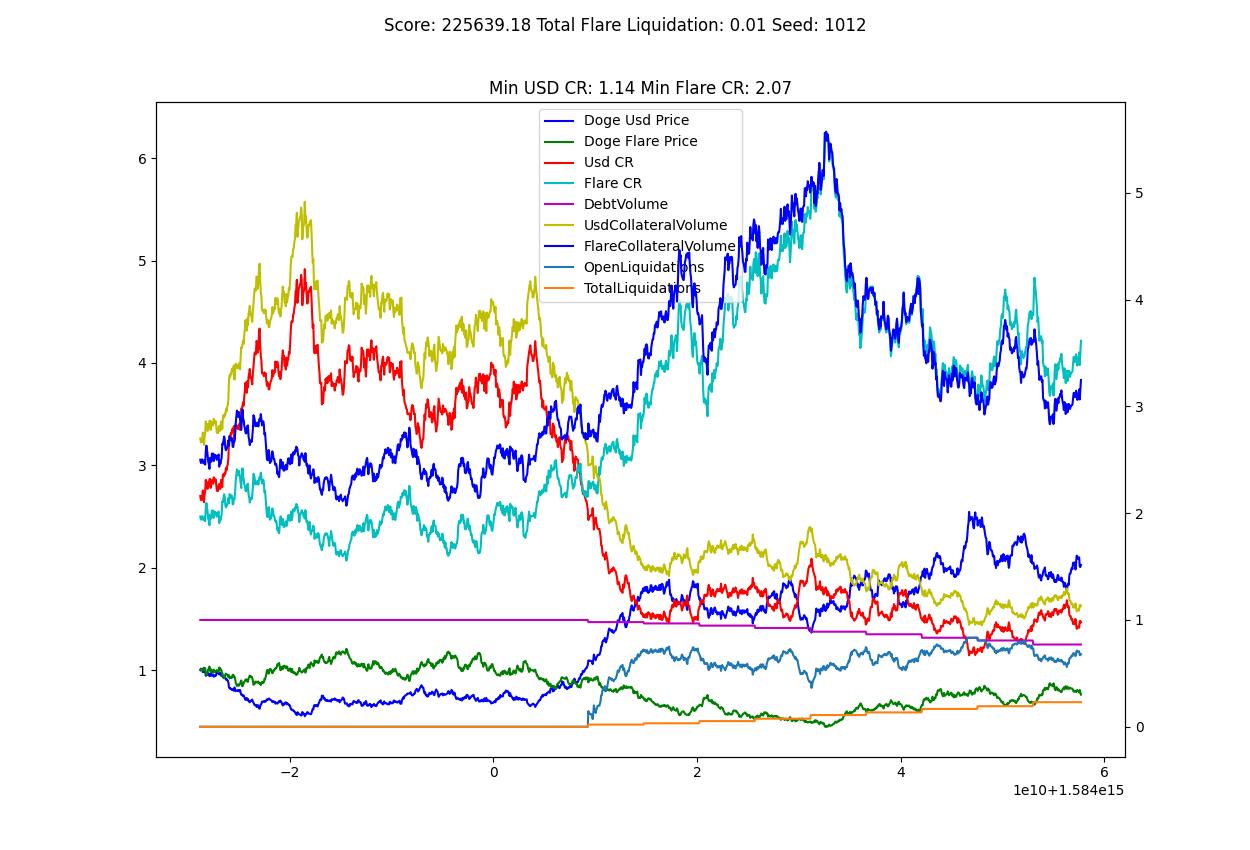 Score: 225639.18 Total Flare Liquidation: 0.01 Seed: 1012
Min USD CR: 1.14 Min Flare CR: 2.07
Doge Usd Price
Doge Flare Price
Usd CR
Flare CR
DebtVolume
UsdCollateralVolume
FlareCollateralVolume
OpenLiquidations
TotalLiquidations
6
5
4
3
2
1
5
4
3
2
1
0
−2
0
2
4
6
1e10+1.584e15